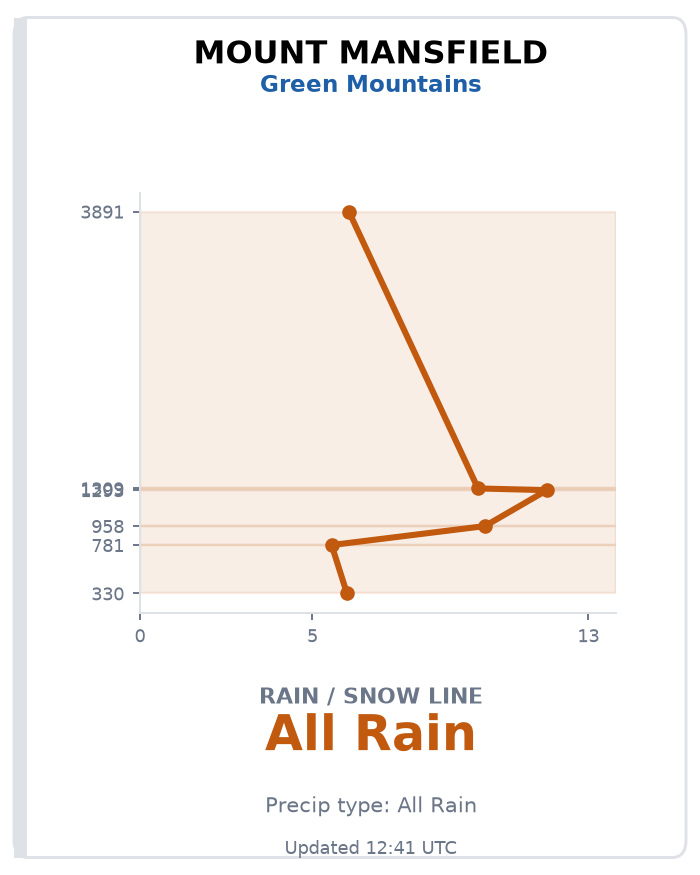 MOUNT MANSFIELD
Green Mountains
3891
958
781
330
0 5 13
RAIN / SNOW LINE
All Rain
Precip type: All Rain
Updated 12:41 UTC